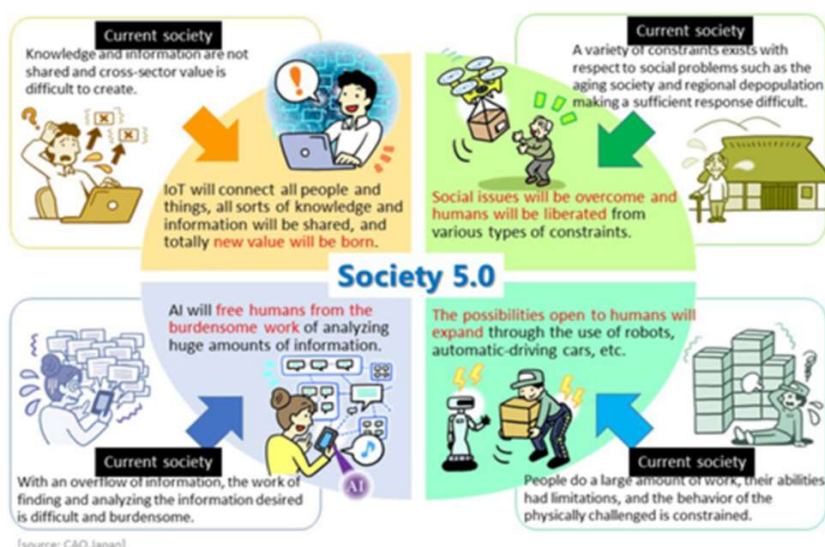 Current society
Knowledge and information are not
shared and cross-sector value is
difficult to create.
IoT will connect all people and
things, all sorts of knowledge and
information will be shared, and
totally new value will be born.
Current society
A variety of constraints exists with
respect to social problems such as the
aging society and regional depopulation
making a sufficient response difficult.
Social issues will be overcome and
humans will be liberated from
various types of constraints.
Society 5.0
AI will free humans from the
burdensome work of analyzing
huge amounts of information.
AI
Current society
With an overflow of information, the work of
finding and analyzing the information desired
is difficult and burdensome.
The possibilities open to humans will
expand through the use of robots,
automatic-driving cars, etc.
Current society
People do a large amount of work, their abilities
had limitations, and the behavior of the
physically challenged is constrained.
[source: CAO Japan]